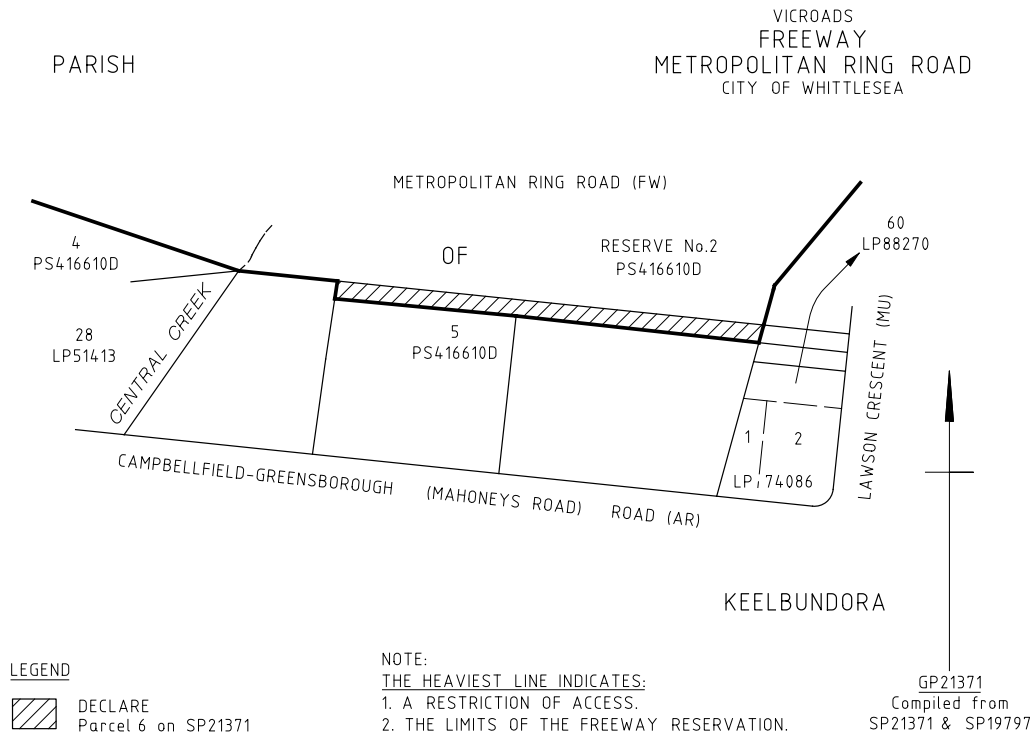 VICROADS
FREEWAY
METROPOLITAN RING ROAD
CITY OF WHITTLESEA
PARISH
METROPOLITAN RING ROAD (FW)
OF
RESERVE No.2
PS416610D
60
LP88270
4
PS416610D
28
LP51413
CENTRAL CREEK
5
PS416610D
LAWSON CRESCENT (MU)
1
2
LP174086
CAMPBELLFIELD-GREENSBOROUGH (MAHONEYS ROAD) ROAD (AR)
KEELBUNDORA
LEGEND
DECLARE
Parcel 6 on SP21371
NOTE:
THE HEAVIEST LINE INDICATES:
1. A RESTRICTION OF ACCESS.
2. THE LIMITS OF THE FREEWAY RESERVATION.
GP21371
Compiled from
SP21371 & SP19797